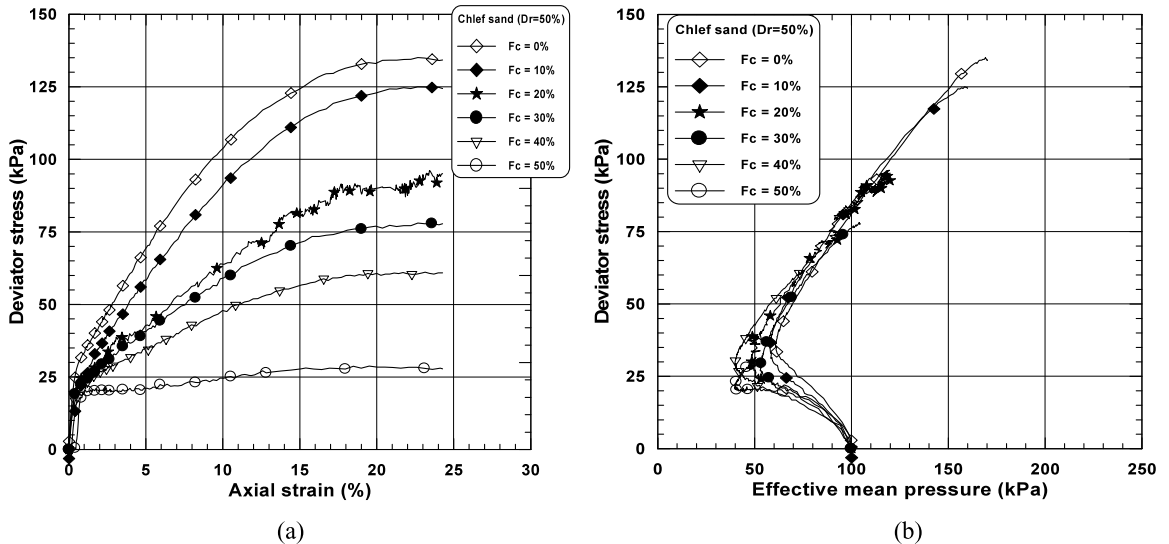 150
125
100
75
50
25
0
Deviator stress (kPa)
0 5 10 15 20 25 30
Axial strain (%)
Chlef sand (Dr=50%)
Fc = 0%
Fc = 10%
Fc = 20%
Fc = 30%
Fc = 40%
Fc = 50%
(a)
150
125
100
75
50
25
0
Deviator stress (kPa)
0 50 100 150 200 250
Effective mean pressure (kPa)
Chlef sand (Dr=50%)
Fc = 0%
Fc = 10%
Fc = 20%
Fc = 30%
Fc = 40%
Fc = 50%
(b)